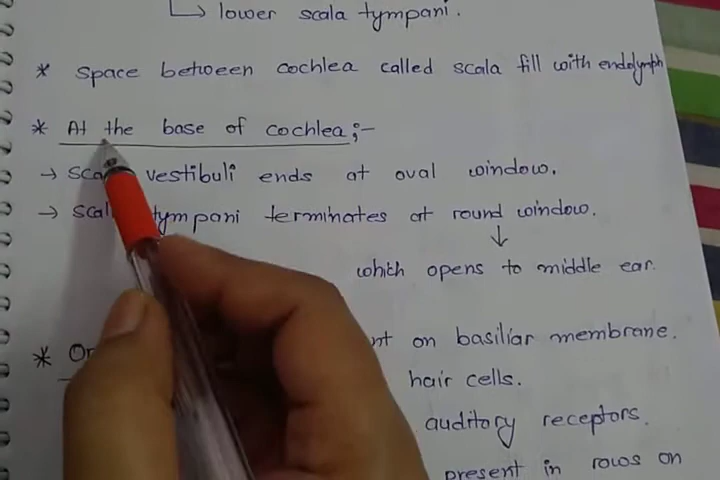 ↳ lower scala tympani.
* space between cochlea called scala fill with endolymph
* At the base of cochlea;-
→ scala vestibuli ends at oval window.
→ scala tympani terminates at round window.
↓
which opens to middle ear.
* on basiliar membrane.
hair cells.
auditory receptors.
present in rows on